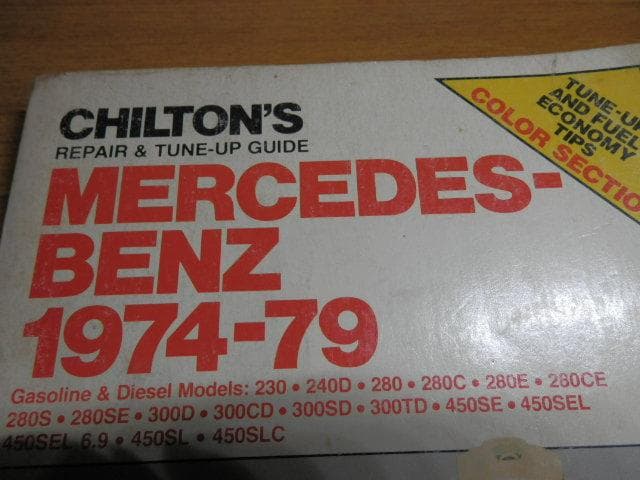 CHILTON'S
REPAIR & TUNE-UP GUIDE
MERCEDES-
BENZ
1974-79
TUNE-UP
AND FUEL
ECONOMY
TIPS
COLOR SECTION
Gasoline & Diesel Models: 230 • 240D • 280 • 280C • 280E • 280CE
280S • 280SE • 300D • 300CD • 300SD • 300TD • 450SE • 450SEL
450SEL 6.9 • 450SL • 450SLC